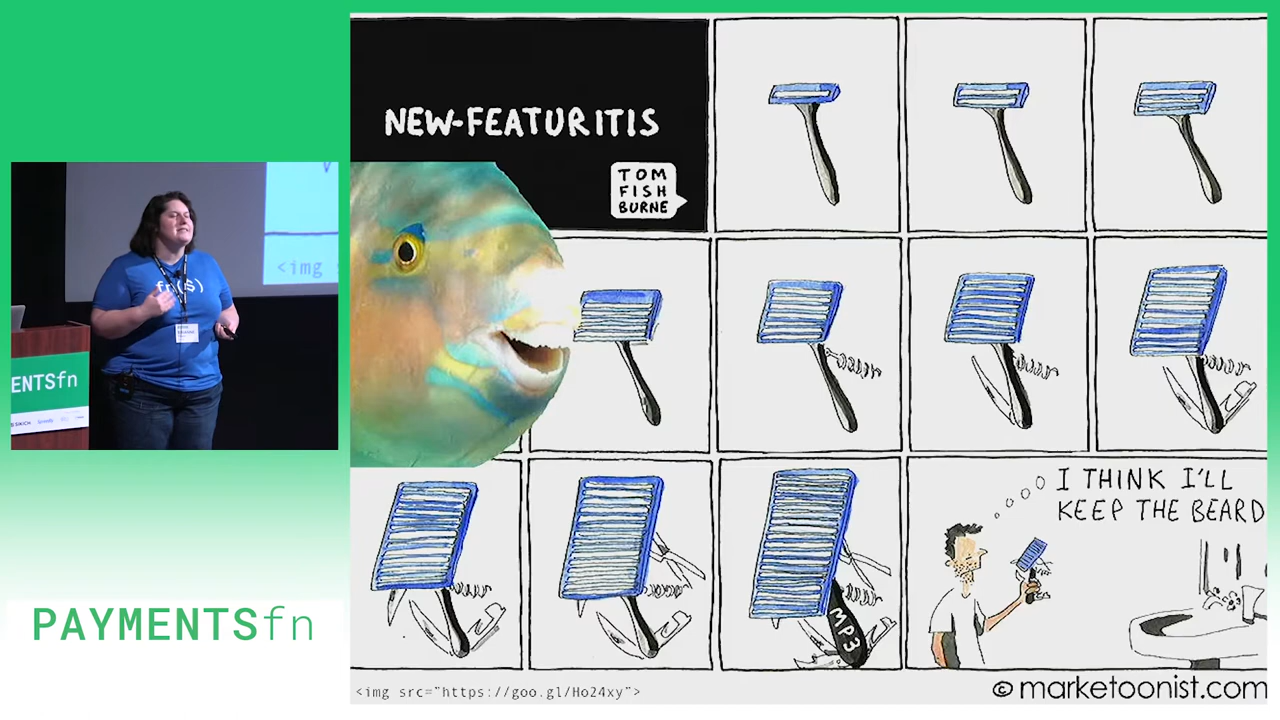 NEW-FEATURITIS
TOM
FISH
BURNE
<img
fn($)
ENTSfn
MP3
I THINK I'LL
KEEP THE BEARD
PAYMENTSfn
<img src="https://goo.gl/Ho24xy">
© marketoonist.com